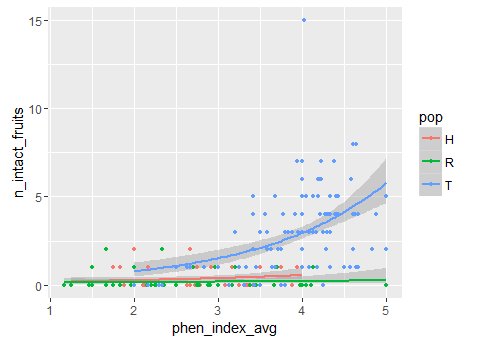 15
10
5
0
n_intact_fruits
1
2
3
4
5
phen_index_avg
pop
H
R
T